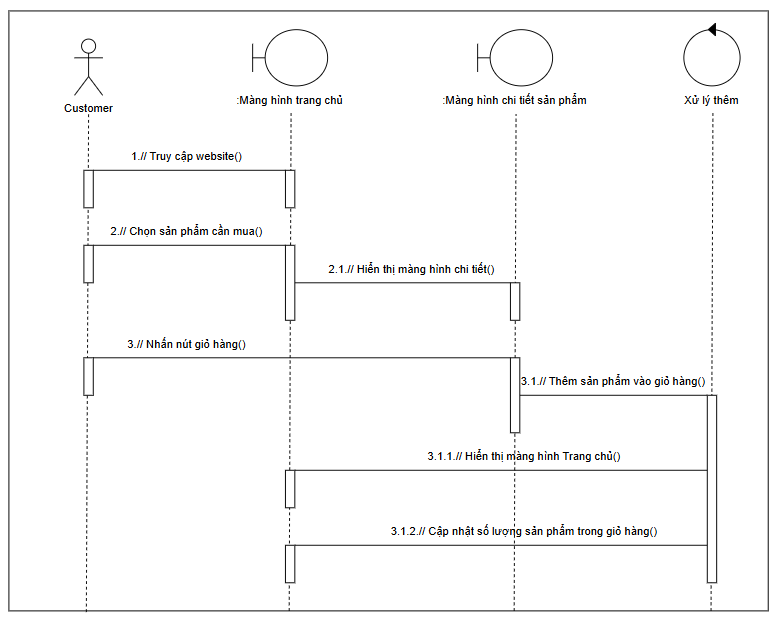 Customer
:Màng hình trang chủ
:Màng hình chi tiết sản phẩm
Xử lý thêm
1.// Truy cập website()
2.// Chọn sản phẩm cần mua()
2.1.// Hiển thị màng hình chi tiết()
3.// Nhấn nút giỏ hàng()
3.1.// Thêm sản phẩm vào giỏ hàng()
3.1.1.// Hiển thị màng hình Trang chủ()
3.1.2.// Cập nhật số lượng sản phẩm trong giỏ hàng()